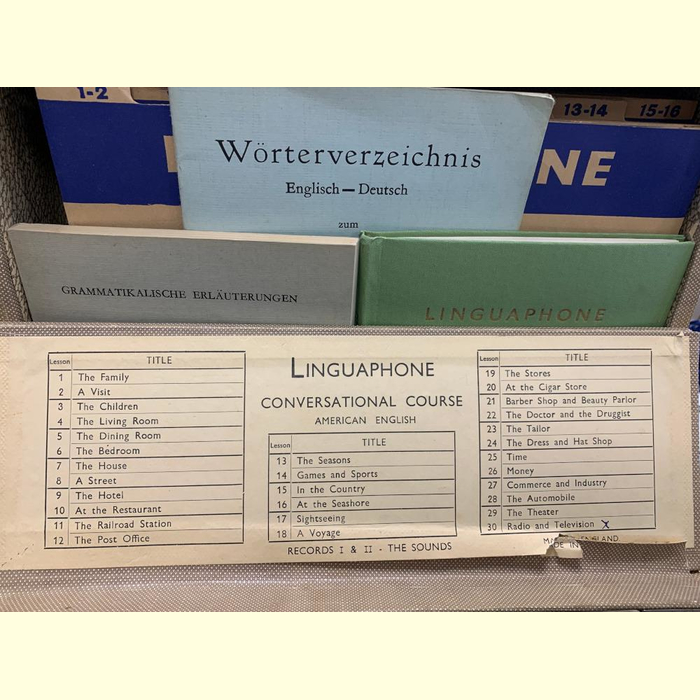 1-2
13-14
15-16
NE
Wörterverzeichnis
Englisch — Deutsch
zum
GRAMMATIKALISCHE ERLÄUTERUNGEN
LINGUAPHONE
Lesson TITLE
1 The Family
2 A Visit
3 The Children
4 The Living Room
5 The Dining Room
6 The Bedroom
7 The House
8 A Street
9 The Hotel
10 At the Restaurant
11 The Railroad Station
12 The Post Office
LINGUAPHONE
CONVERSATIONAL COURSE
AMERICAN ENGLISH
Lesson TITLE
13 The Seasons
14 Games and Sports
15 In the Country
16 At the Seashore
17 Sightseeing
18 A Voyage
RECORDS I & II - THE SOUNDS
Lesson TITLE
19 The Stores
20 At the Cigar Store
21 Barber Shop and Beauty Parlor
22 The Doctor and the Druggist
23 The Tailor
24 The Dress and Hat Shop
25 Time
26 Money
27 Commerce and Industry
28 The Automobile
29 The Theater
30 Radio and Television X
ENGLAND